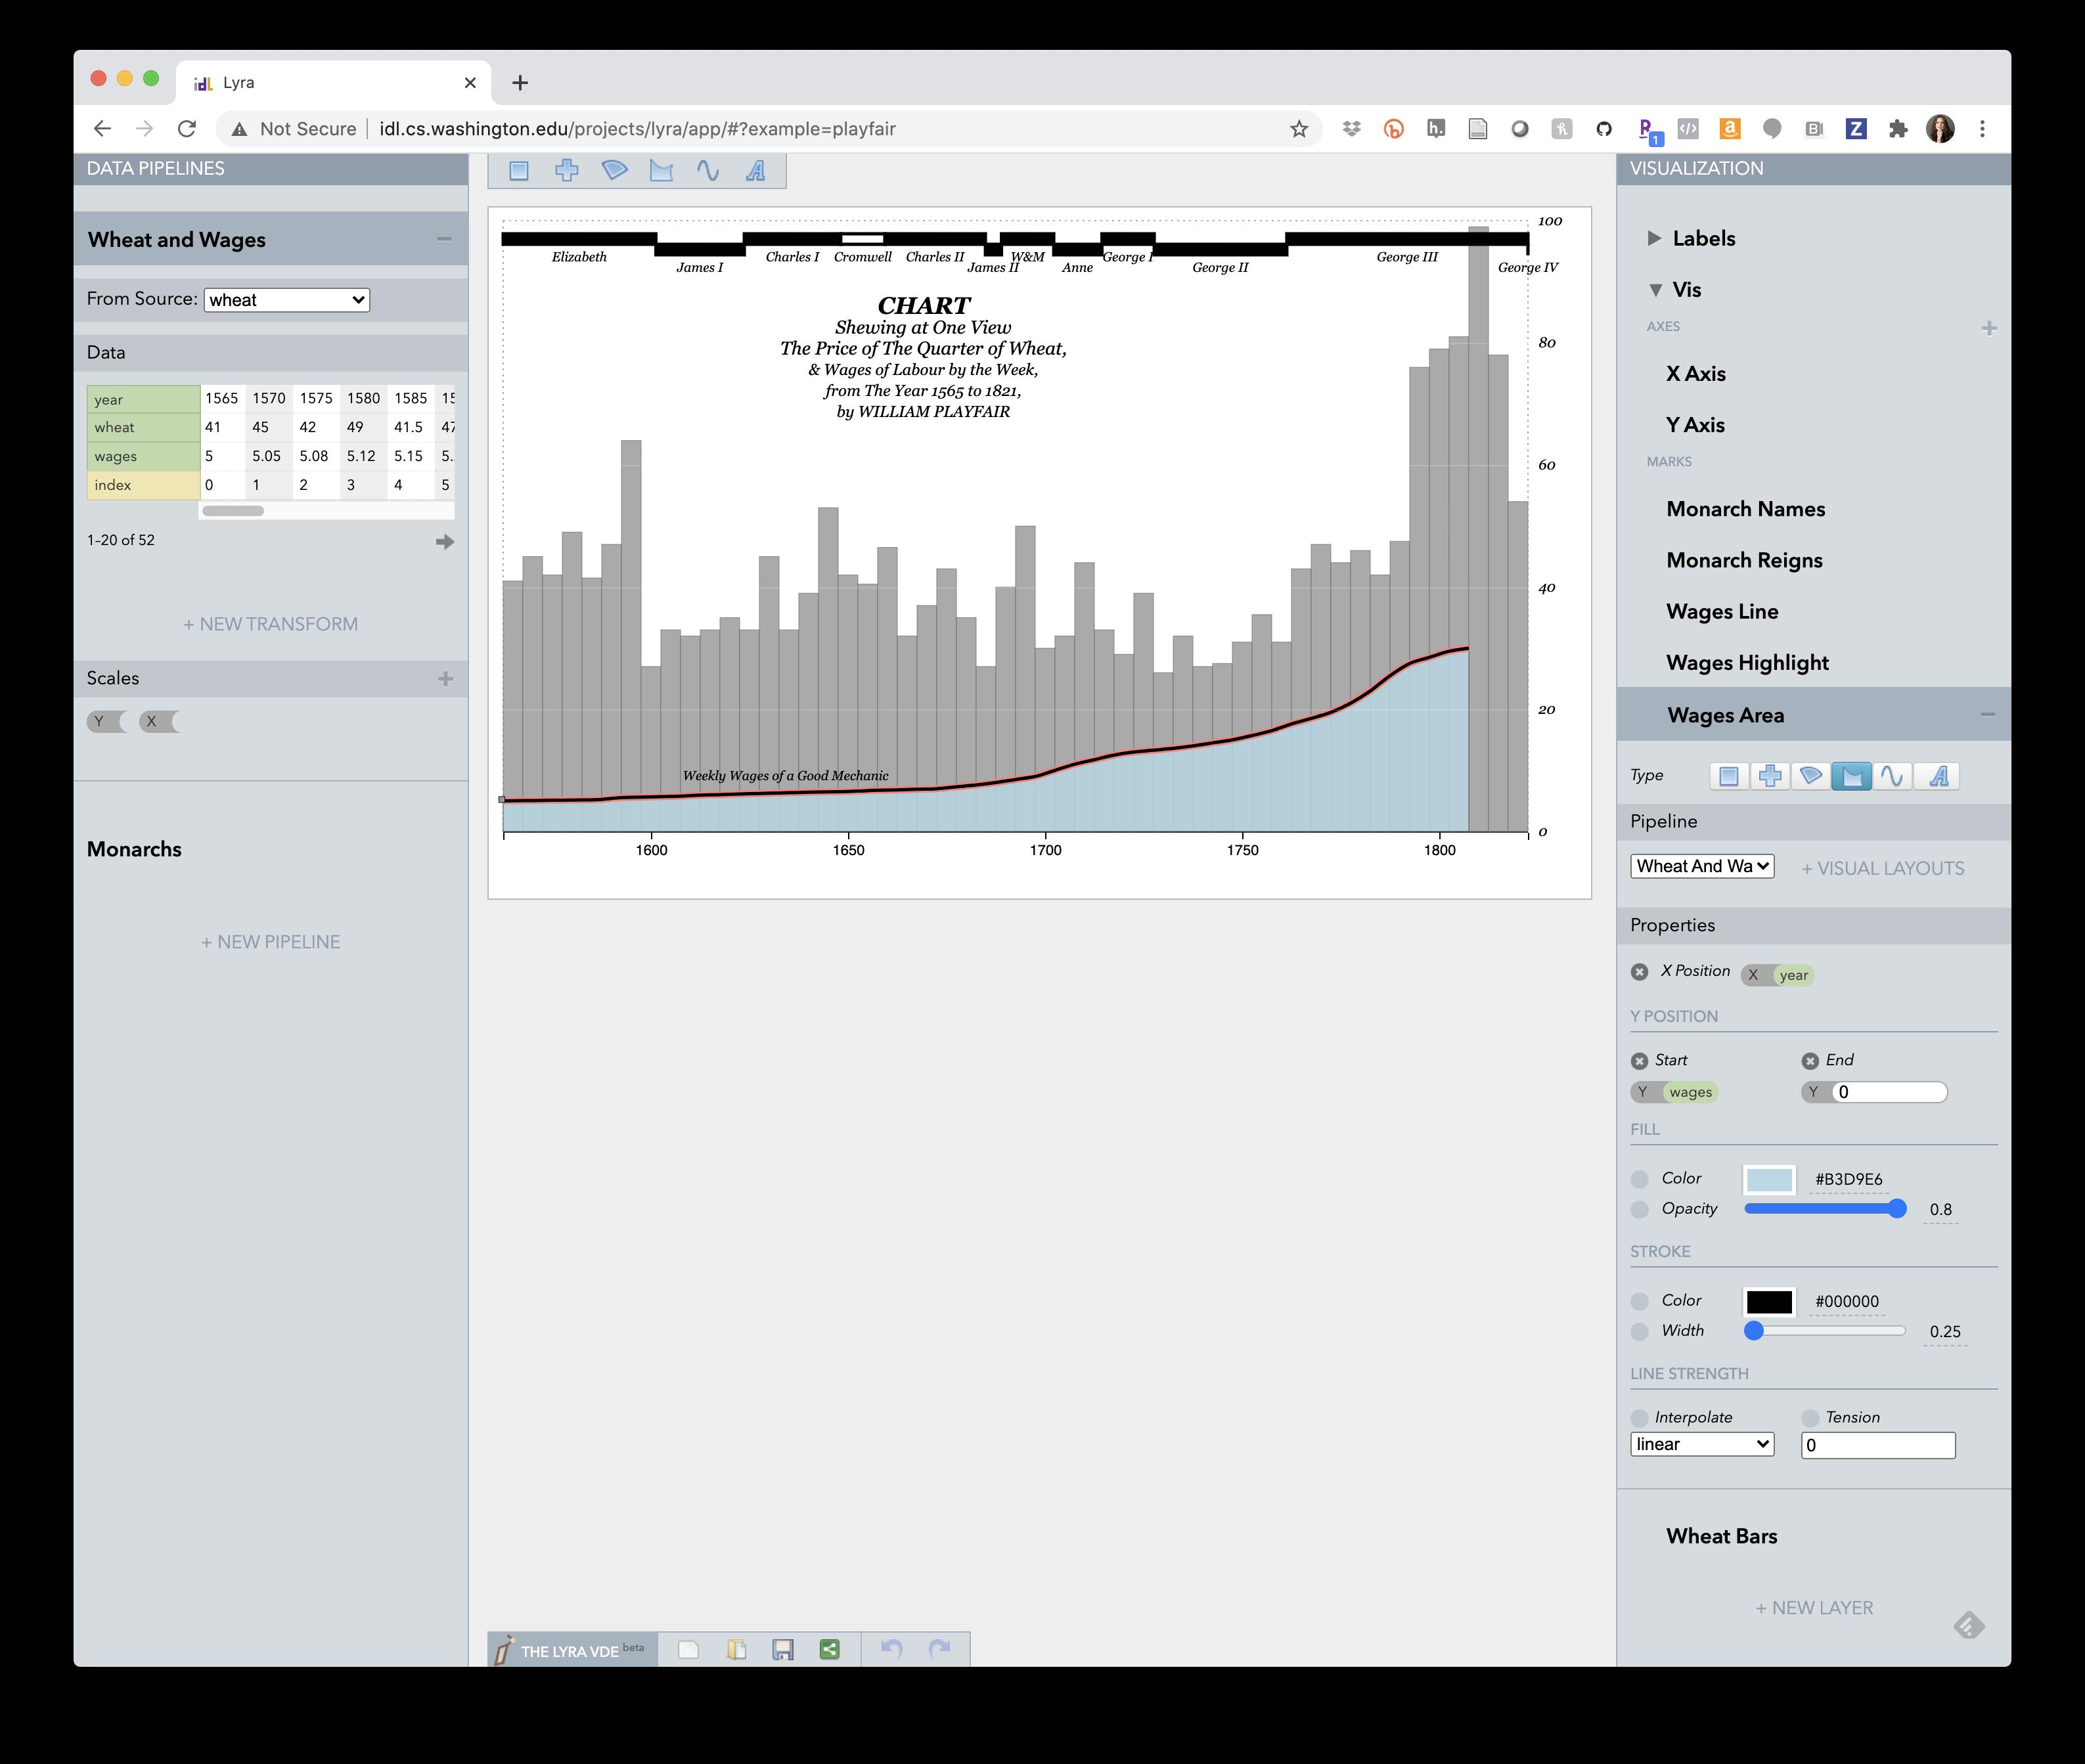 idl Lyra
Not Secure idl.cs.washington.edu/projects/lyra/app/#?example=playfair
DATA PIPELINES
Wheat and Wages
From Source: wheat
Data
year 1565 1570 1575 1580 1585
wheat 41 45 42 49 41.5 47
wages 5 5.05 5.08 5.12 5.15
index 0 1 2 3 4 5
1-20 of 52
+ NEW TRANSFORM
Scales
Y X
Monarchs
+ NEW PIPELINE
A
100
80
60
40
20
0
Elizabeth James I Charles I Cromwell Charles II James II W&M Anne George I George II George III George IV
CHART
Shewing at One View
The Price of The Quarter of Wheat,
& Wages of Labour by the Week,
from The Year 1565 to 1821,
by WILLIAM PLAYFAIR
Weekly Wages of a Good Mechanic
1600 1650 1700 1750 1800
THE LYRA VDE beta
VISUALIZATION
Labels
Vis
AXES
X Axis
Y Axis
MARKS
Monarch Names
Monarch Reigns
Wages Line
Wages Highlight
Wages Area
Type A
Pipeline
Wheat And Wa + VISUAL LAYOUTS
Properties
X Position X year
Y POSITION
Start End
Y wages Y 0
FILL
Color #B3D9E6
Opacity 0.8
STROKE
Color #000000
Width 0.25
LINE STRENGTH
Interpolate Tension
linear 0
Wheat Bars
+ NEW LAYER